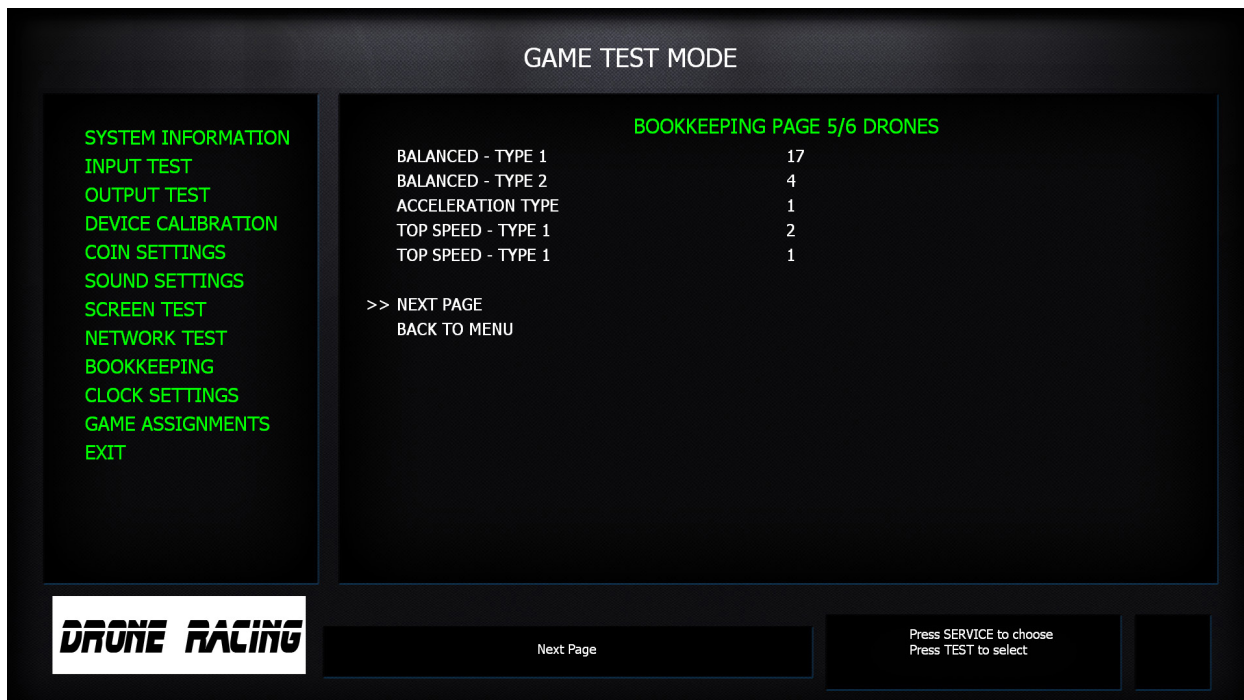 GAME TEST MODE
SYSTEM INFORMATION
INPUT TEST
OUTPUT TEST
DEVICE CALIBRATION
COIN SETTINGS
SOUND SETTINGS
SCREEN TEST
NETWORK TEST
BOOKKEEPING
CLOCK SETTINGS
GAME ASSIGNMENTS
EXIT
BOOKKEEPING PAGE 5/6 DRONES
BALANCED - TYPE 1 17
BALANCED - TYPE 2 4
ACCELERATION TYPE 1
TOP SPEED - TYPE 1 2
TOP SPEED - TYPE 1 1
>> NEXT PAGE
BACK TO MENU
DRONE RACING
Next Page
Press SERVICE to choose
Press TEST to select